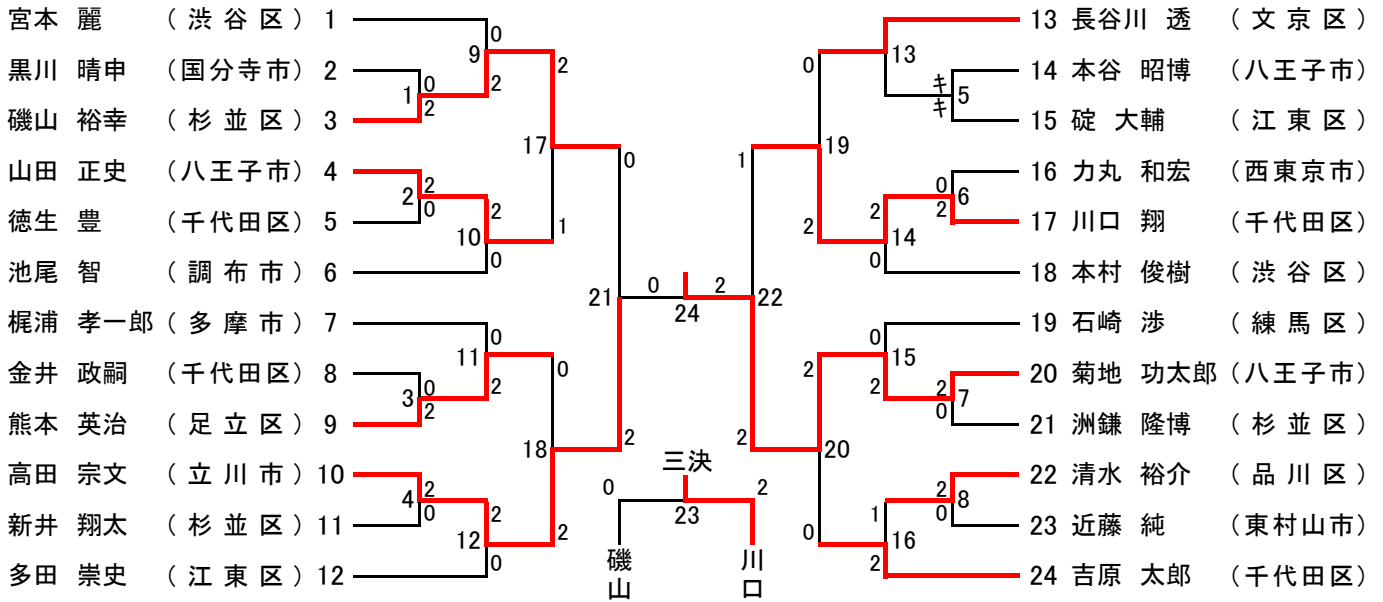 宮本 麗 (渋谷区) 1
黒川 晴申 (国分寺市) 2
磯山 裕幸 (杉並区) 3
山田 正史 (八王子市) 4
徳生 豊 (千代田区) 5
池尾 智 (調布市) 6
梶浦 孝一郎 (多摩市) 7
金井 政嗣 (千代田区) 8
熊本 英治 (足立区) 9
高田 宗文 (立川市) 10
新井 翔太 (杉並区) 11
多田 崇史 (江東区) 12
0
9
2
0
1
2
2
2
0
2
10
0
17
2
1
0
11
2
0
3
2
2
4
0
2
12
0
18
0
2
21
0
2
0
24
2
三決
0
23
2
磯山
川口
22
1
2
0
19
2
13
キ
キ
5
0
6
2
2
14
0
2
20
0
0
15
2
2
7
0
2
8
0
1
16
2
13 長谷川 透 (文京区)
14 本谷 昭博 (八王子市)
15 碇 大輔 (江東区)
16 力丸 和宏 (西東京市)
17 川口 翔 (千代田区)
18 本村 俊樹 (渋谷区)
19 石崎 渉 (練馬区)
20 菊地 功太郎 (八王子市)
21 洲鎌 隆博 (杉並区)
22 清水 裕介 (品川区)
23 近藤 純 (東村山市)
24 吉原 太郎 (千代田区)